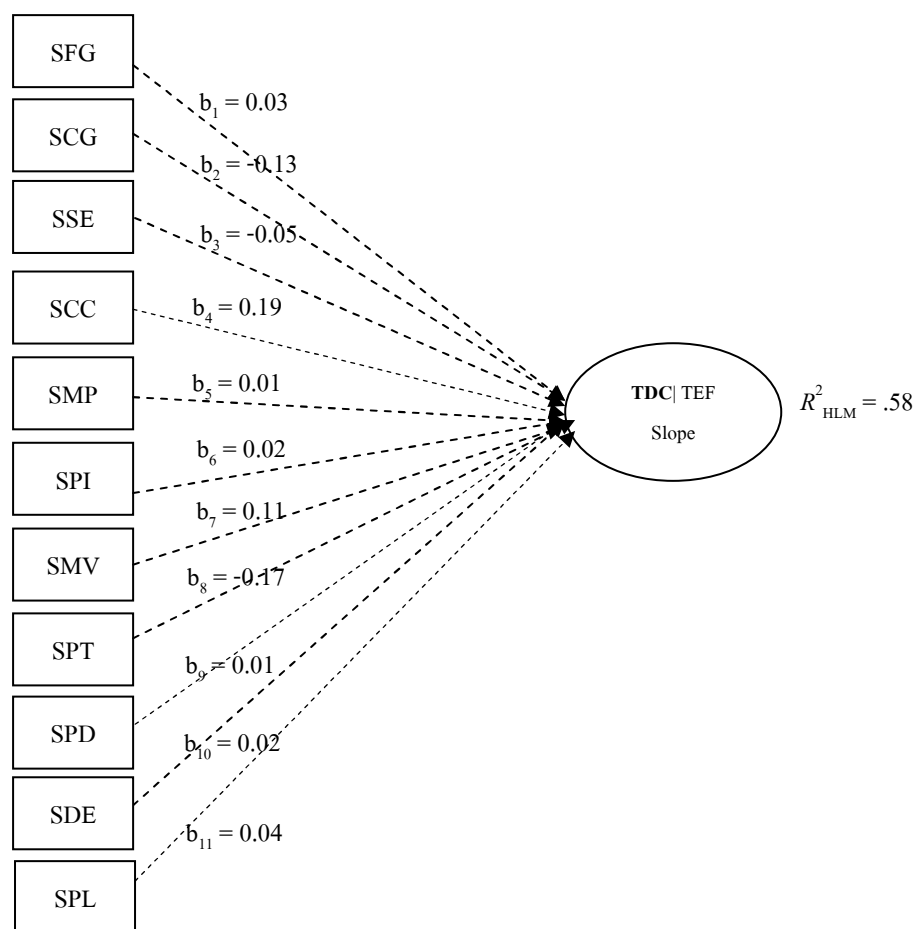 SFG
b1 = 0.03
SCG
b2 = -0.13
SSE
b3 = -0.05
SCC
b4 = 0.19
SMP
b5 = 0.01
SPI
b6 = 0.02
SMV
b7 = 0.11
SPT
b8 = -0.17
SPD
b9 = 0.01
SDE
b10 = 0.02
SPL
b11 = 0.04
TDC| TEF
Slope
R²HLM = .58